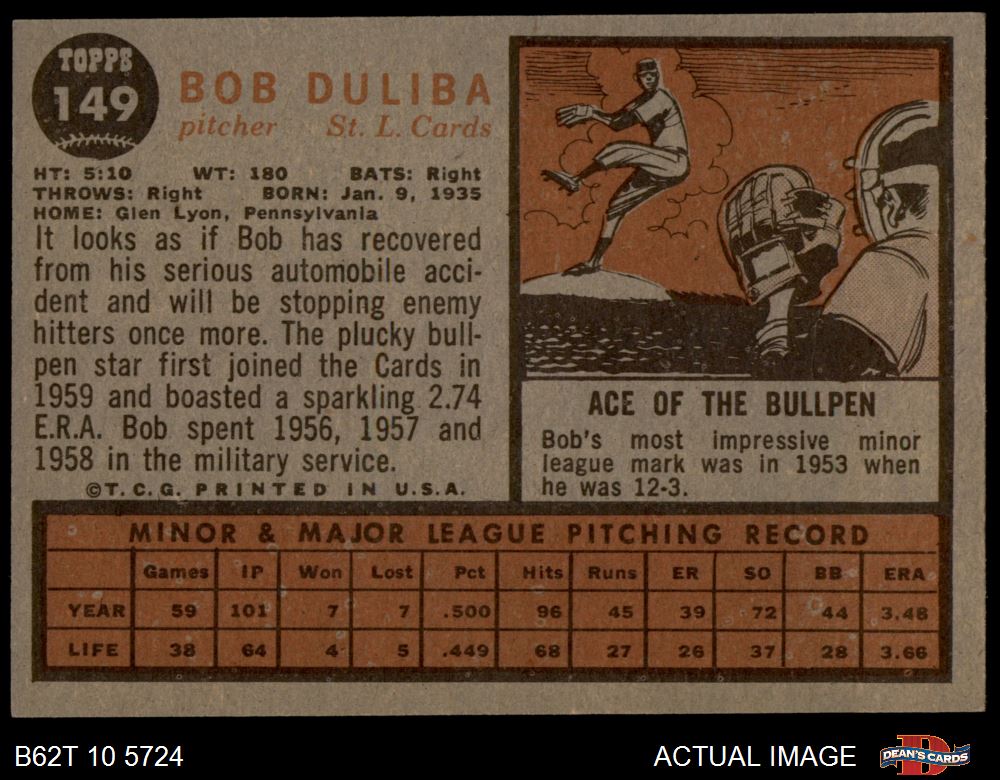 TOPPS
149
BOB DULIBA
pitcher St. L. Cards
HT: 5:10 WT: 180 BATS: Right
THROWS: Right BORN: Jan. 9, 1935
HOME: Glen Lyon, Pennsylvania
It looks as if Bob has recovered
from his serious automobile acci-
dent and will be stopping enemy
hitters once more. The plucky bull-
pen star first joined the Cards in
1959 and boasted a sparkling 2.74
E.R.A. Bob spent 1956, 1957 and
1958 in the military service.
©T.C.G. PRINTED IN U.S.A.
ACE OF THE BULLPEN
Bob's most impressive minor
league mark was in 1953 when
he was 12-3.
MINOR & MAJOR LEAGUE PITCHING RECORD
Games IP Won Lost Pct Hits Runs ER SO BB ERA
YEAR 59 101 7 7 .500 96 45 39 72 44 3.48
LIFE 38 64 4 5 .449 68 27 26 37 28 3.66
B62T 10 5724 ACTUAL IMAGE DEAN'S CARDS